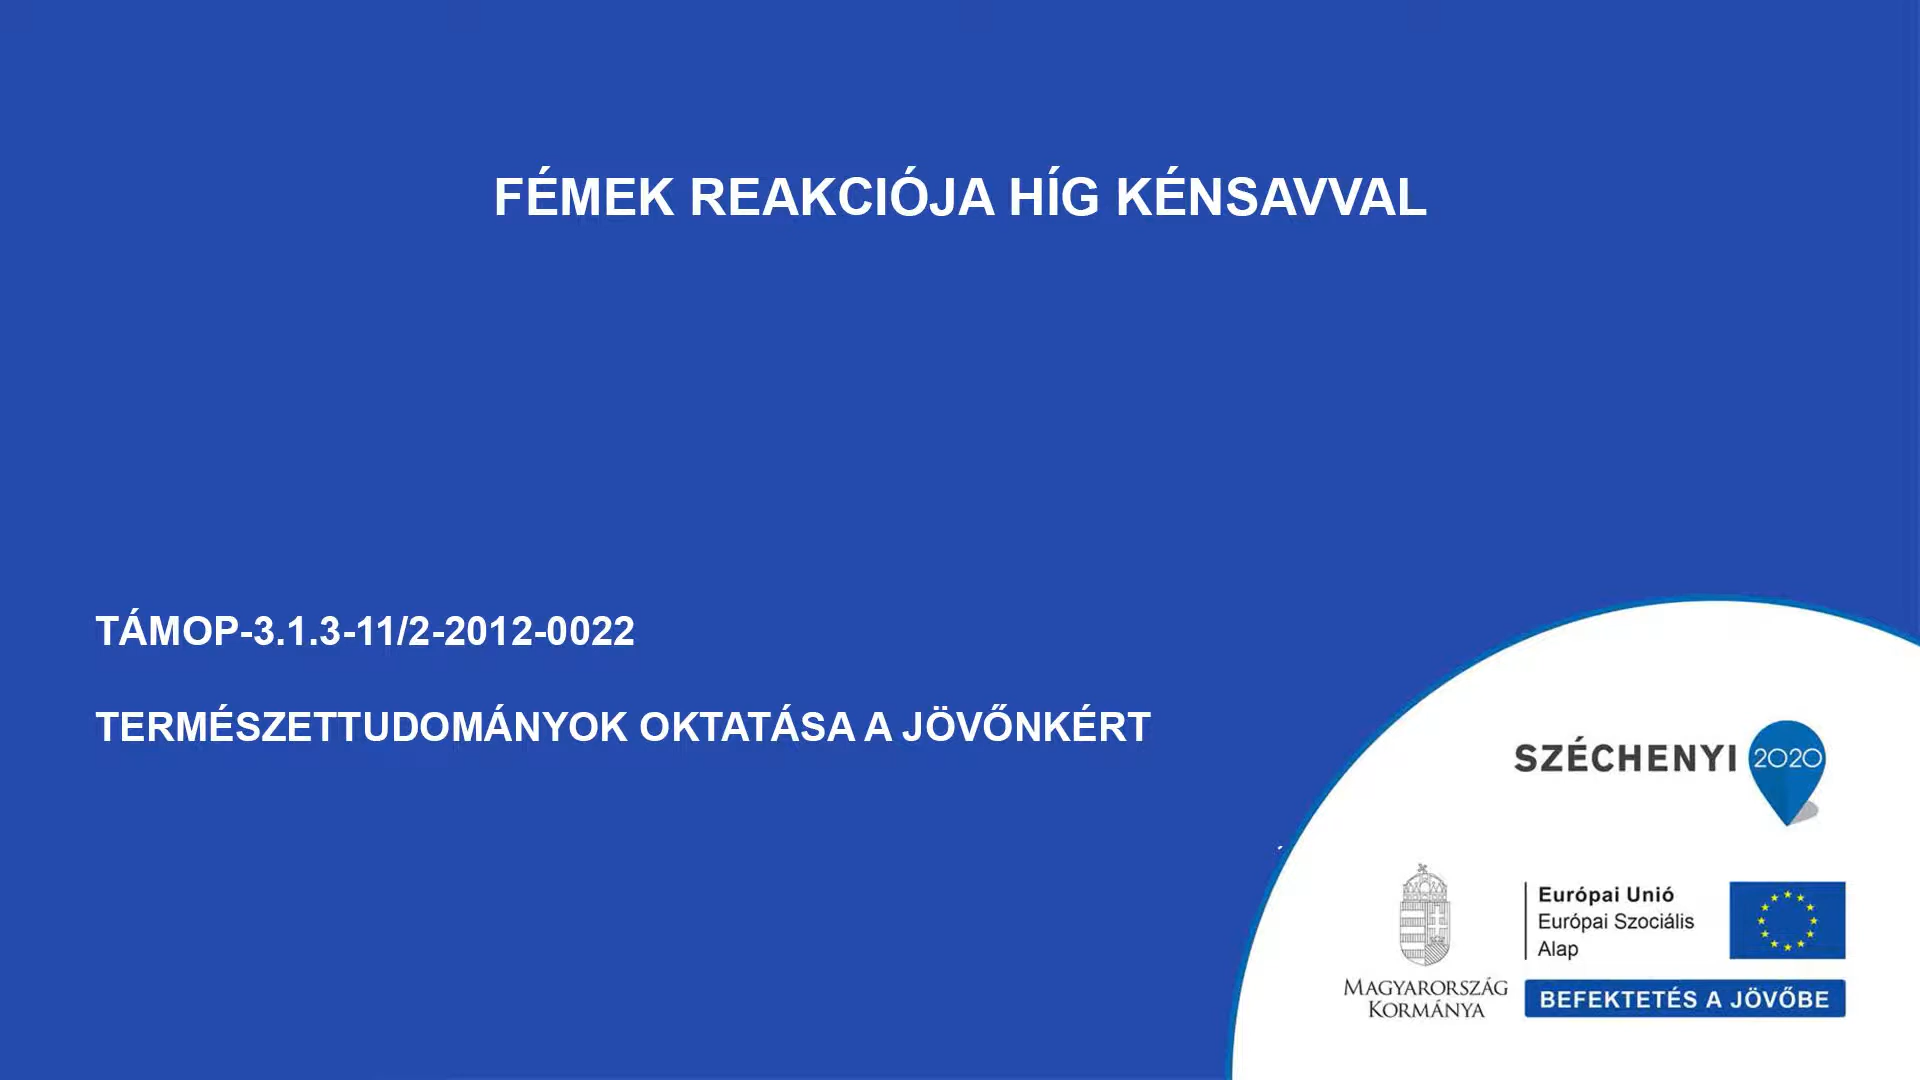 FÉMEK REAKCIÓJA HÍG KÉNSAVVAL
TÁMOP-3.1.3-11/2-2012-0022
TERMÉSZETTUDOMÁNYOK OKTATÁSA A JÖVŐNKÉRT
SZÉCHENYI 2020
Európai Unió
Európai Szociális
Alap
MAGYARORSZÁG
KORMÁNYA
BEFEKTETÉS A JÖVŐBE